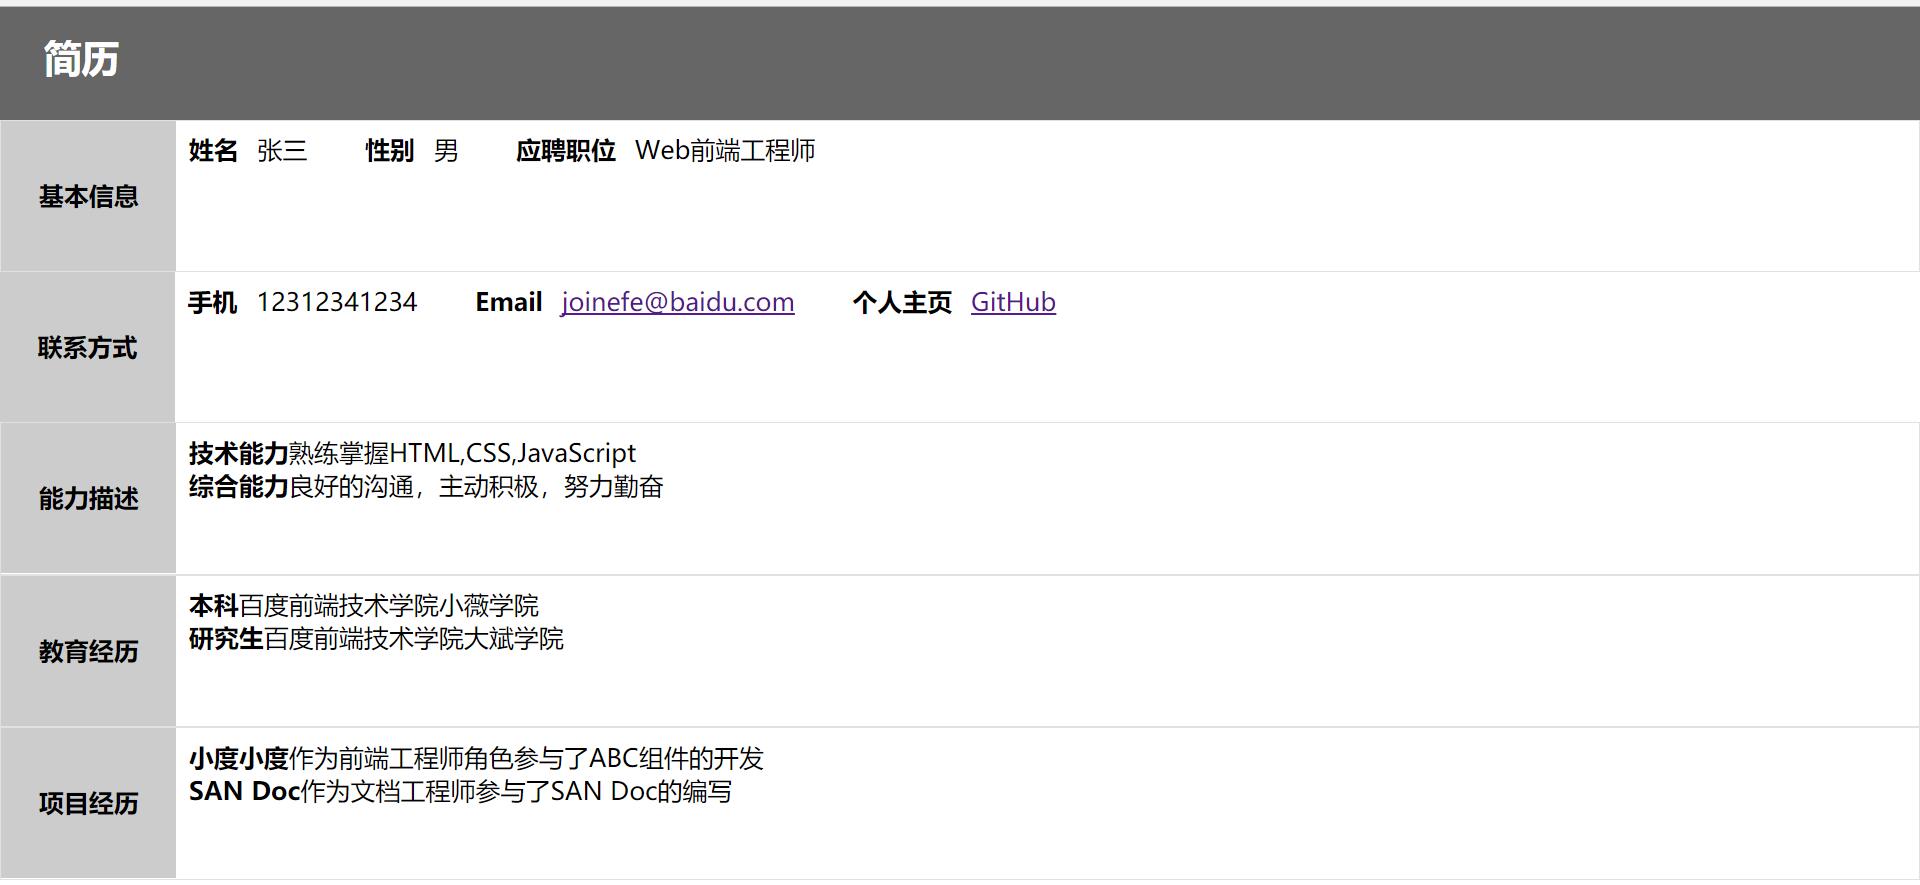 简历
基本信息
姓名 张三 性别 男 应聘职位 Web前端工程师
联系方式
手机 12312341234 Email joinefe@baidu.com 个人主页 GitHub
能力描述
技术能力熟练掌握HTML,CSS,JavaScript
综合能力良好的沟通，主动积极，努力勤奋
教育经历
本科百度前端技术学院小薇学院
研究生百度前端技术学院大斌学院
项目经历
小度小度作为前端工程师角色参与了ABC组件的开发
SAN Doc作为文档工程师参与了SAN Doc的编写